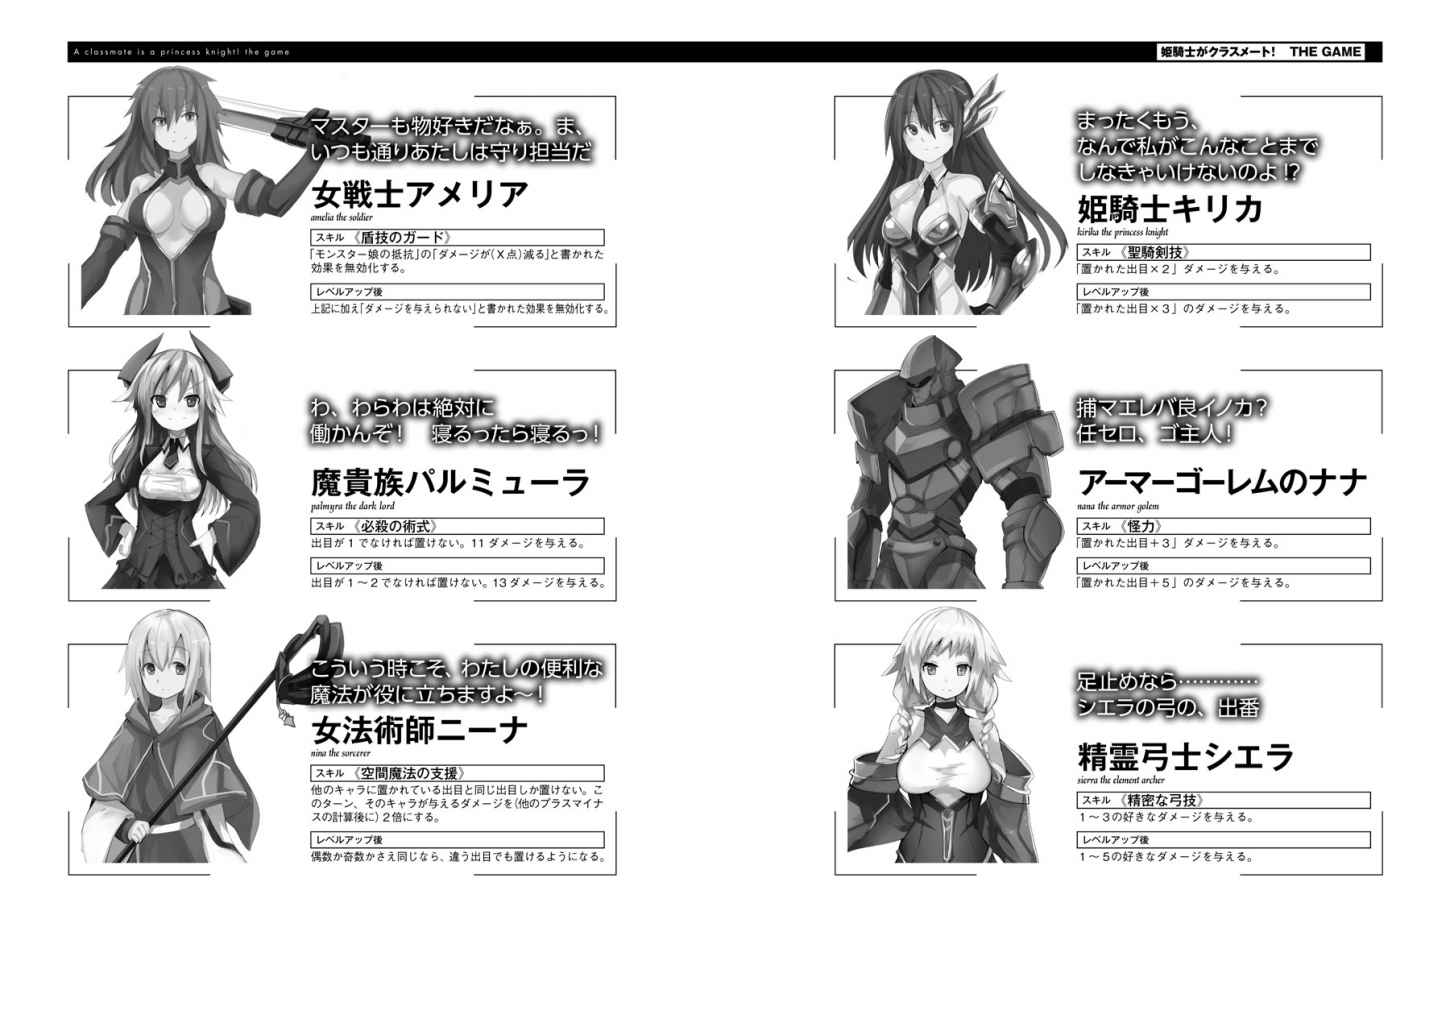 A classmate is a princess knight! the game
姫騎士がクラスメート！　THE GAME
マスターも物好きだなぁ。ま、
いつも通りあたしは守り担当だ
女戦士アメリア
amelia the soldier
スキル　《盾技のガード》
「モンスター娘の抵抗」の「ダメージが（Ｘ点）減る」と書かれた
効果を無効化する。
レベルアップ後
上記に加え「ダメージを与えられない」と書かれた効果を無効化する。
わ、わらわは絶対に
働かんぞ！　寝るったら寝るっ！
魔貴族パルミューラ
palmyra the dark lord
スキル　《必殺の術式》
出目が１でなければ置けない。11 ダメージを与える。
レベルアップ後
出目が１～２でなければ置けない。13 ダメージを与える。
こういう時こそ、わたしの便利な
魔法が役に立ちますよ～！
女法術師ニーナ
nina the sorcerer
スキル　《空間魔法の支援》
他のキャラに置かれている出目と同じ出目しか置けない。こ
のターン、そのキャラが与えるダメージを（他のプラスマイナ
スの計算後に）２倍にする。
レベルアップ後
偶数か奇数かさえ同じなら、違う出目でも置けるようになる。
まったくもう、
なんで私がこんなことまで
しなきゃいけないのよ⁉
姫騎士キリカ
kirika the princess knight
スキル　《聖騎剣技》
「置かれた出目×２」ダメージを与える。
レベルアップ後
「置かれた出目×３」のダメージを与える。
捕マエレバ良イノカ？
任セロ、ゴ主人！
アーマーゴーレムのナナ
nana the armor golem
スキル　《怪力》
「置かれた出目＋３」ダメージを与える。
レベルアップ後
「置かれた出目＋５」のダメージを与える。
足止めなら…………
シエラの弓の、出番
精霊弓士シエラ
sierra the element archer
スキル　《精密な弓技》
１～３の好きなダメージを与える。
レベルアップ後
１～５の好きなダメージを与える。